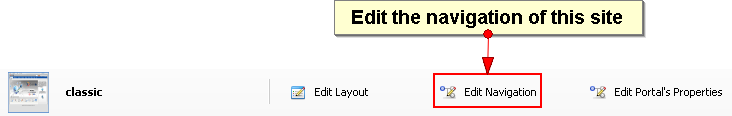 Edit the navigation of this site
classic Edit Layout Edit Navigation Edit Portal's Properties